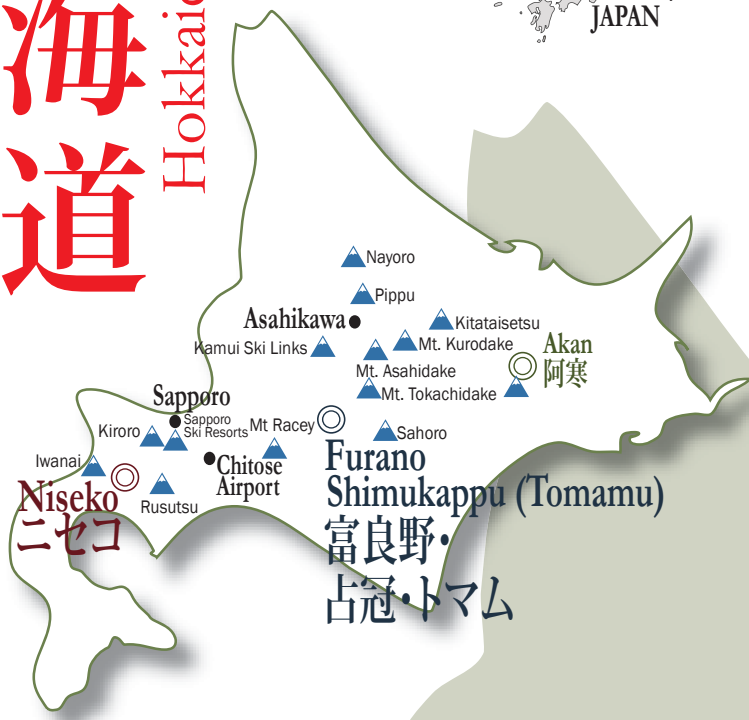 海道
Hokkaid
JAPAN
Nayoro
Pippu
Asahikawa
Kitataisetsu
Kamui Ski Links
Mt. Kurodake
Mt. Asahidake
Akan
阿寒
Mt. Tokachidake
Sapporo
Sapporo
Ski Resorts
Kiroro
Mt Racey
Sahoro
Iwanai
Chitose
Airport
Furano
Shimukappu (Tomamu)
富良野・
占冠・トマム
Niseko
ニセコ
Rusutsu